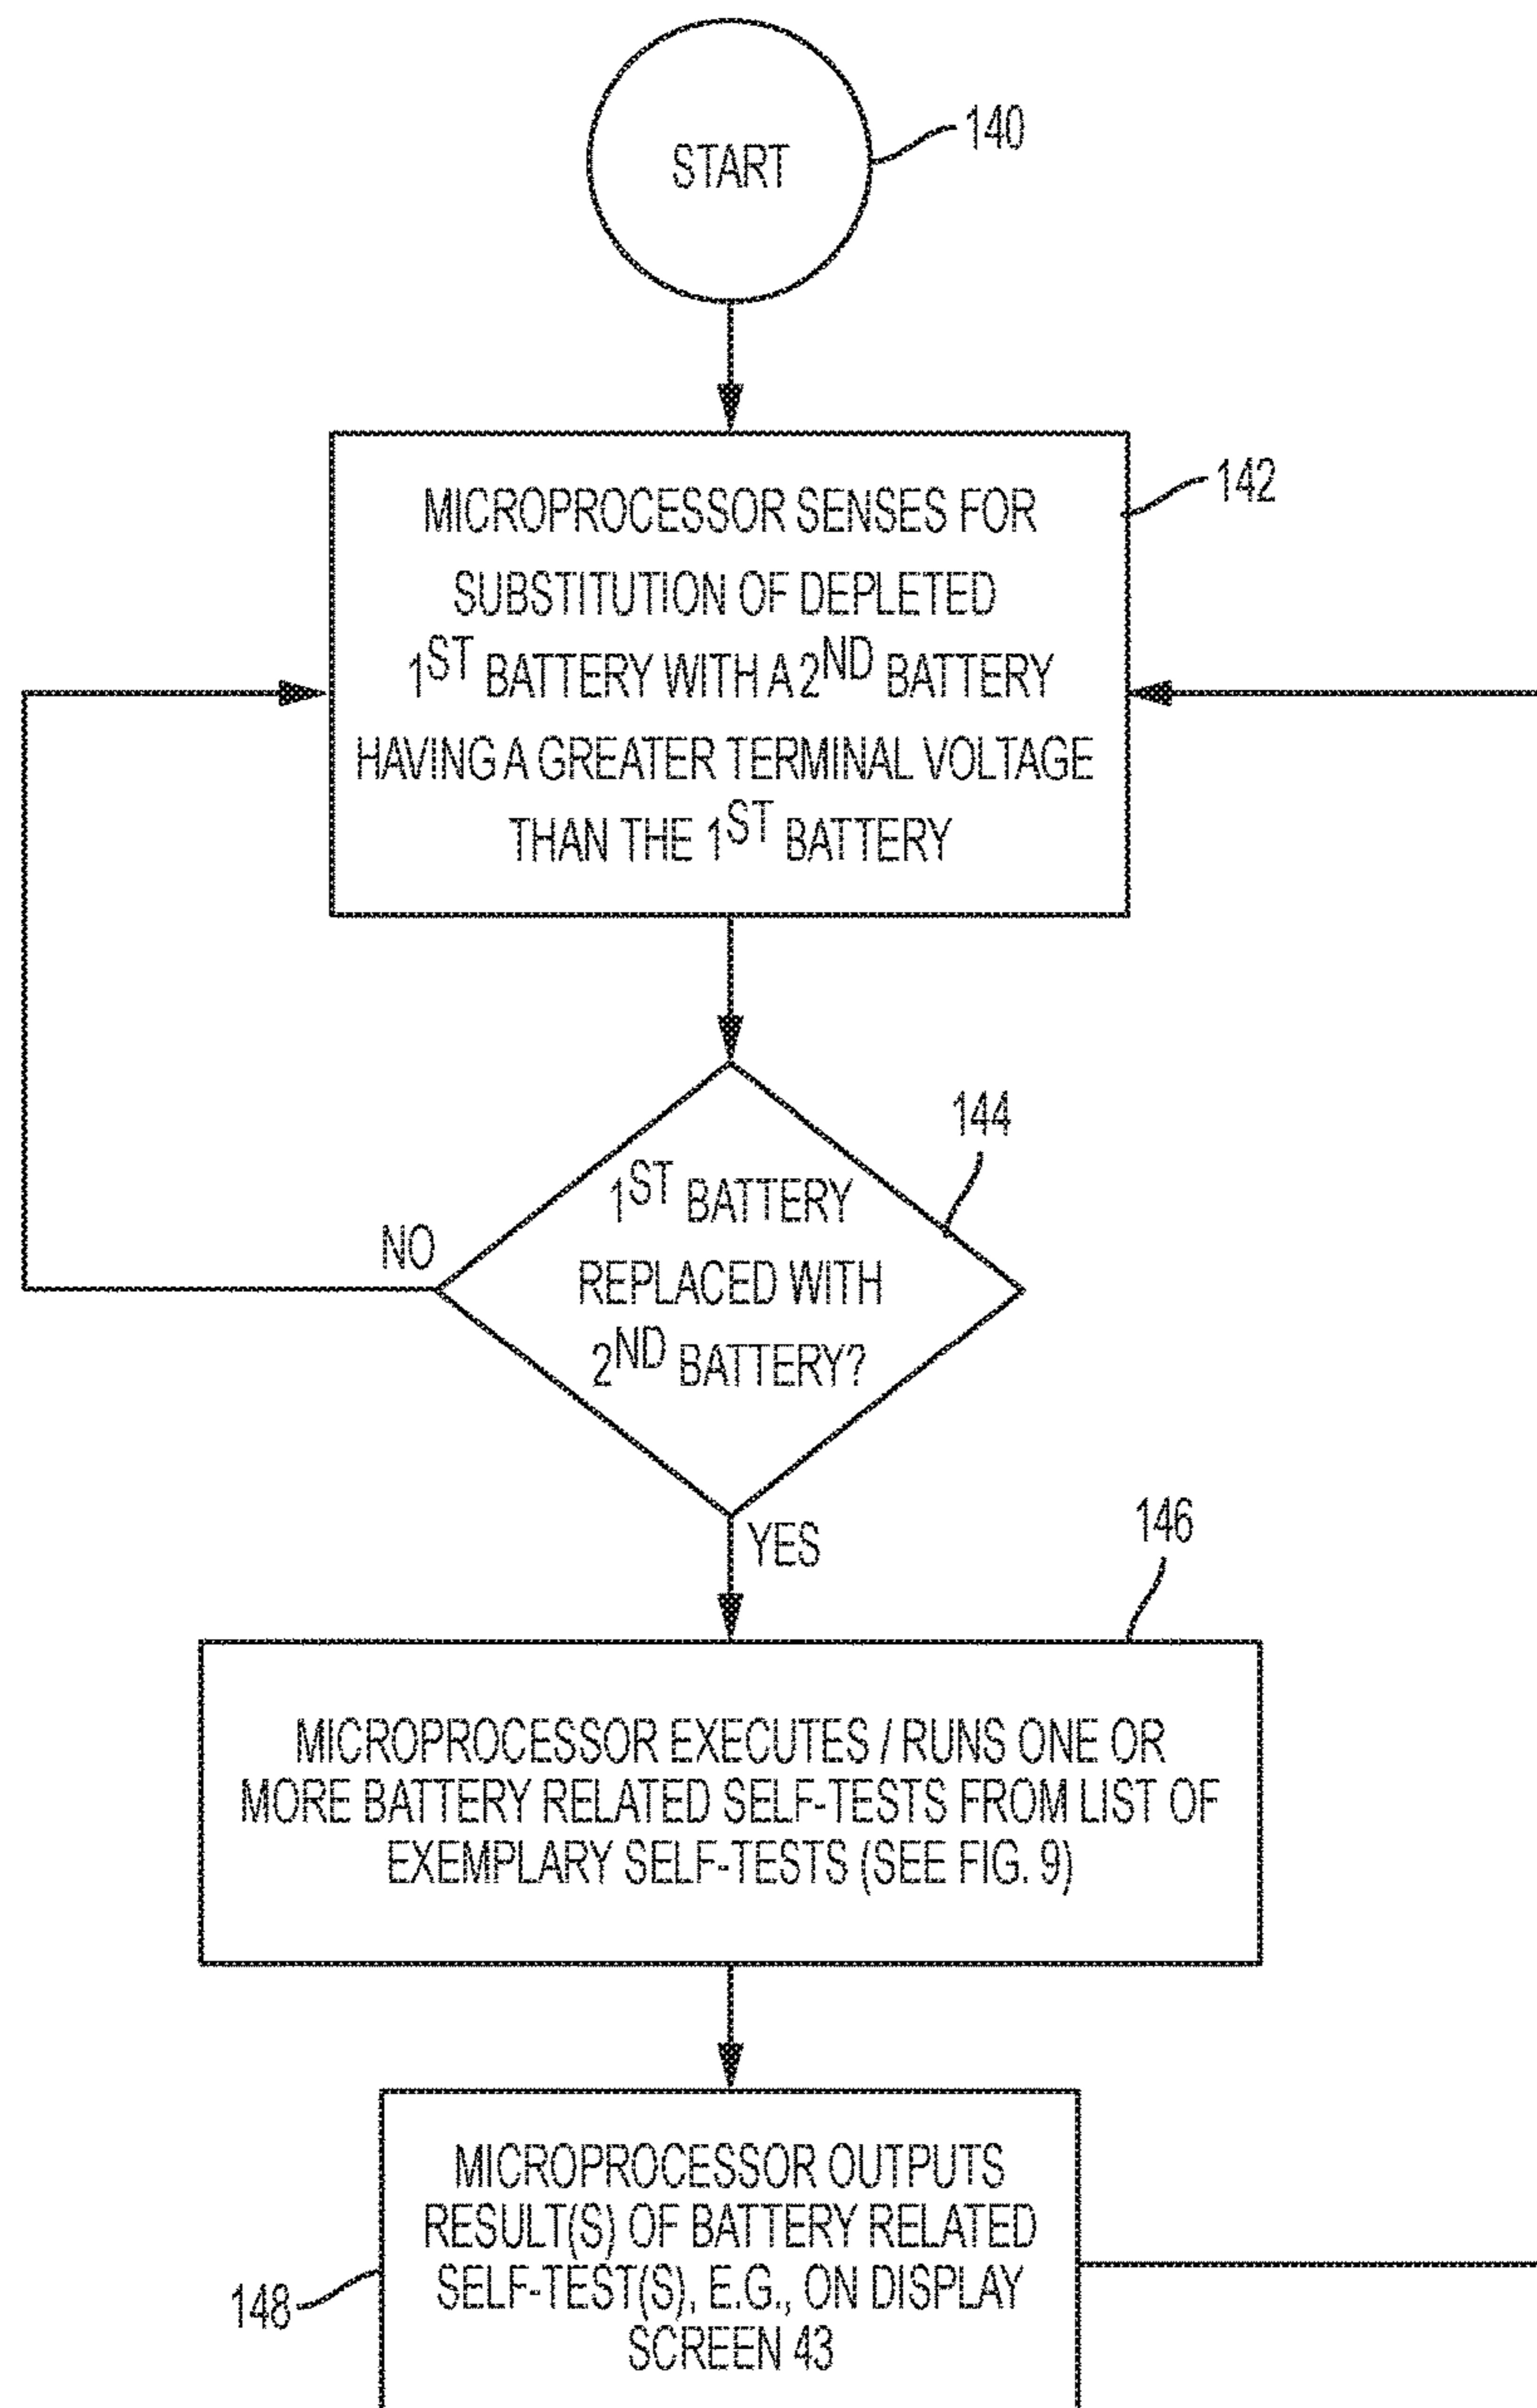 START
140
MICROPROCESSOR SENSES FOR
SUBSTITUTION OF DEPLETED
1ST BATTERY WITH A 2ND BATTERY
HAVING A GREATER TERMINAL VOLTAGE
THAN THE 1ST BATTERY
142
1ST BATTERY
REPLACED WITH
2ND BATTERY?
144
NO
YES
146
MICROPROCESSOR EXECUTES / RUNS ONE OR
MORE BATTERY RELATED SELF-TESTS FROM LIST OF
EXEMPLARY SELF-TESTS (SEE FIG. 9)
MICROPROCESSOR OUTPUTS
RESULT(S) OF BATTERY RELATED
SELF-TEST(S), E.G., ON DISPLAY
SCREEN 43
148